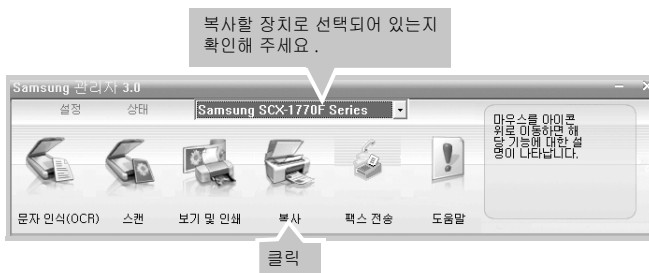 복사할 장치로 선택되어 있는지
확인해 주세요 .
Samsung 관리자 3.0
설정 상태 Samsung SCX-1770F Series
마우스를 아이콘
위로 이동하면 해
당 기능에 대한 설
명이 나타납니다.
문자 인식(OCR) 스캔 보기 및 인쇄 복사 팩스 전송 도움말
클릭